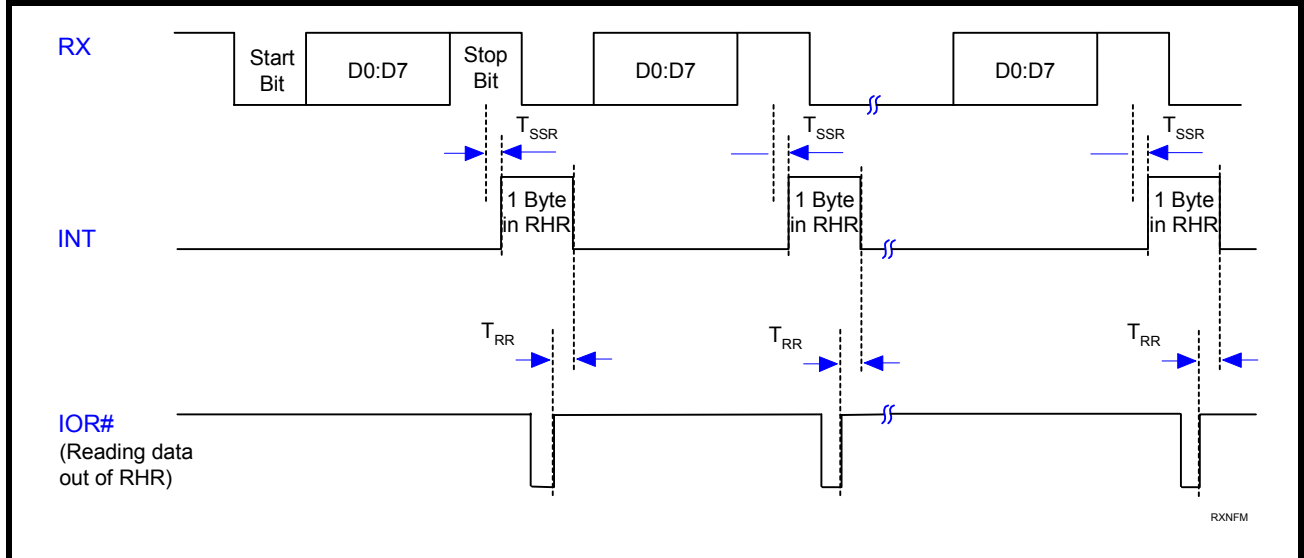 RX
Start
Bit
D0:D7
Stop
Bit
D0:D7
D0:D7
TSSR
TSSR
TSSR
1 Byte
in RHR
1 Byte
in RHR
1 Byte
in RHR
INT
TRR
TRR
TRR
IOR#
(Reading data
out of RHR)
RXNFM